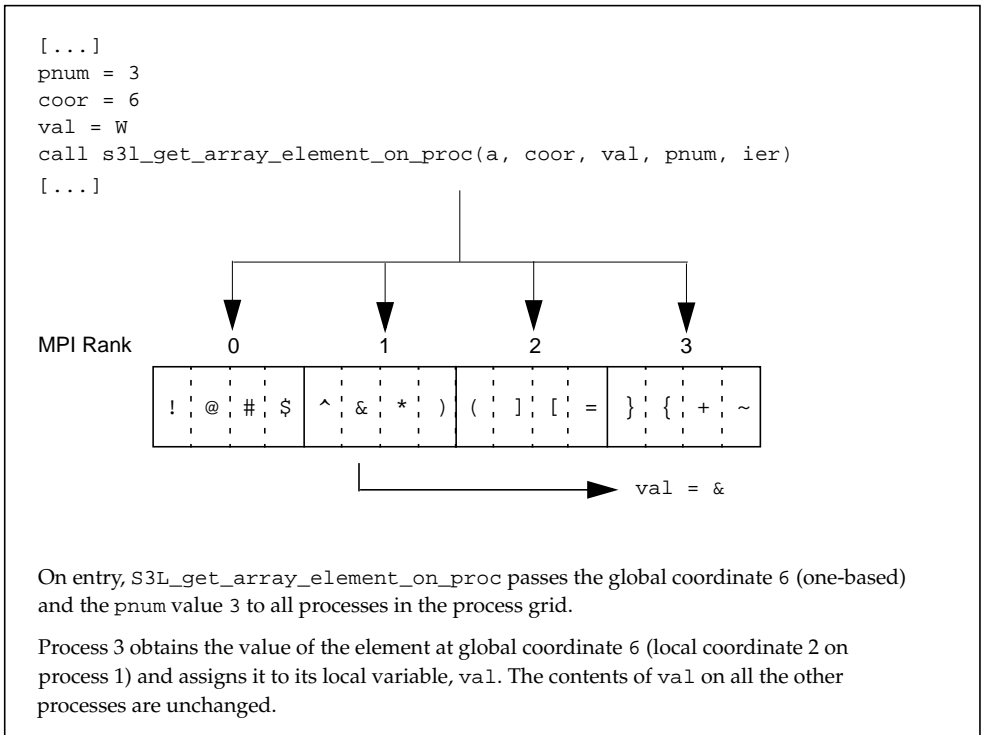 [...]
pnum = 3
coor = 6
val = W
call s3l_get_array_element_on_proc(a, coor, val, pnum, ier)
[...]
MPI Rank 0 1 2 3
! @ # $ ^ & * ) ( ] [ = } { + ~
val = &
On entry, S3L_get_array_element_on_proc passes the global coordinate 6 (one-based)
and the pnum value 3 to all processes in the process grid.
Process 3 obtains the value of the element at global coordinate 6 (local coordinate 2 on
process 1) and assigns it to its local variable, val. The contents of val on all the other
processes are unchanged.